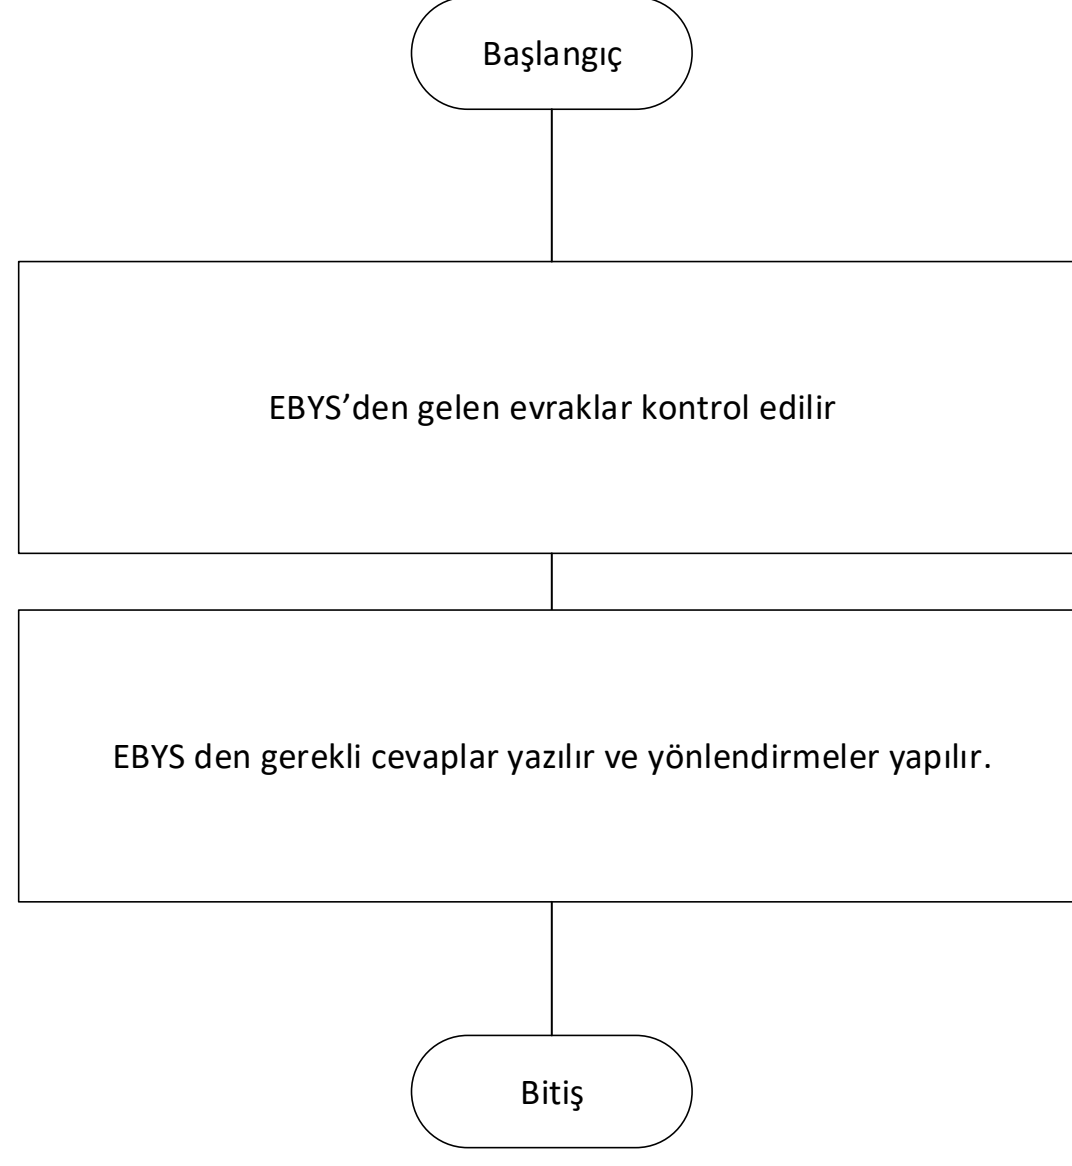 Başlangıç
EBYS’den gelen evraklar kontrol edilir
EBYS den gerekli cevaplar yazılır ve yönlendirmeler yapılır.
Bitiş